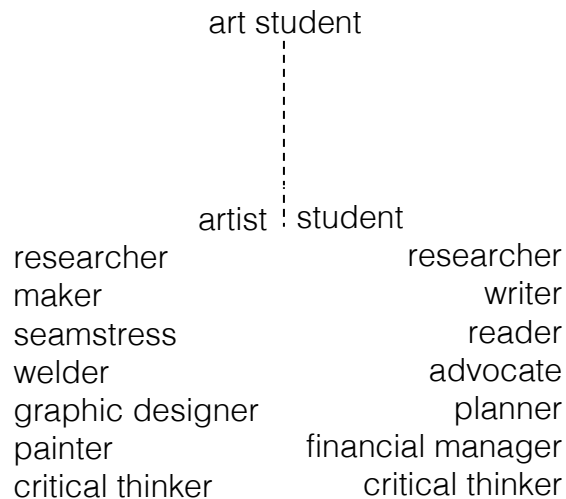 art student
artist student
researcher researcher
maker writer
seamstress reader
welder advocate
graphic designer planner
painter financial manager
critical thinker critical thinker